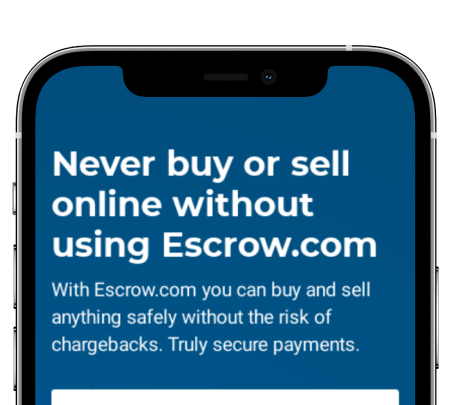 Never buy or sell
online without
using Escrow.com
With Escrow.com you can buy and sell
anything safely without the risk of
chargebacks. Truly secure payments.